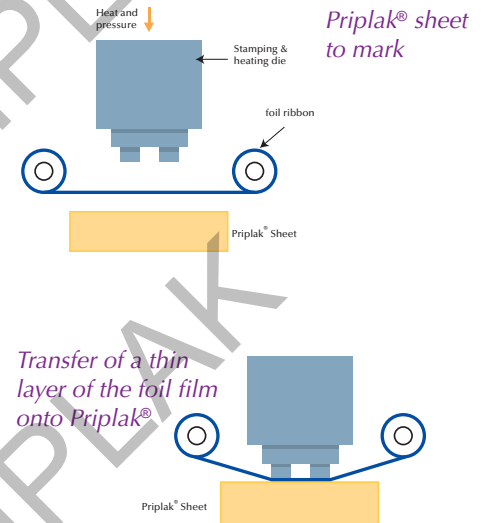 Heat and
pressure
Priplak® sheet
to mark
Stamping &
heating die
foil ribbon
Priplak® Sheet
Transfer of a thin
layer of the foil film
onto Priplak®
Priplak® Sheet
PRIPLAK
PRIPLAK